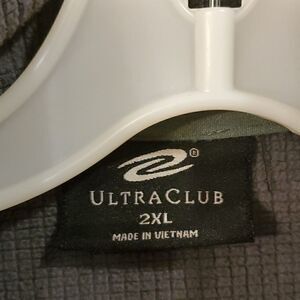 ®
ULTRACLUB
2XL
MADE IN VIETNAM